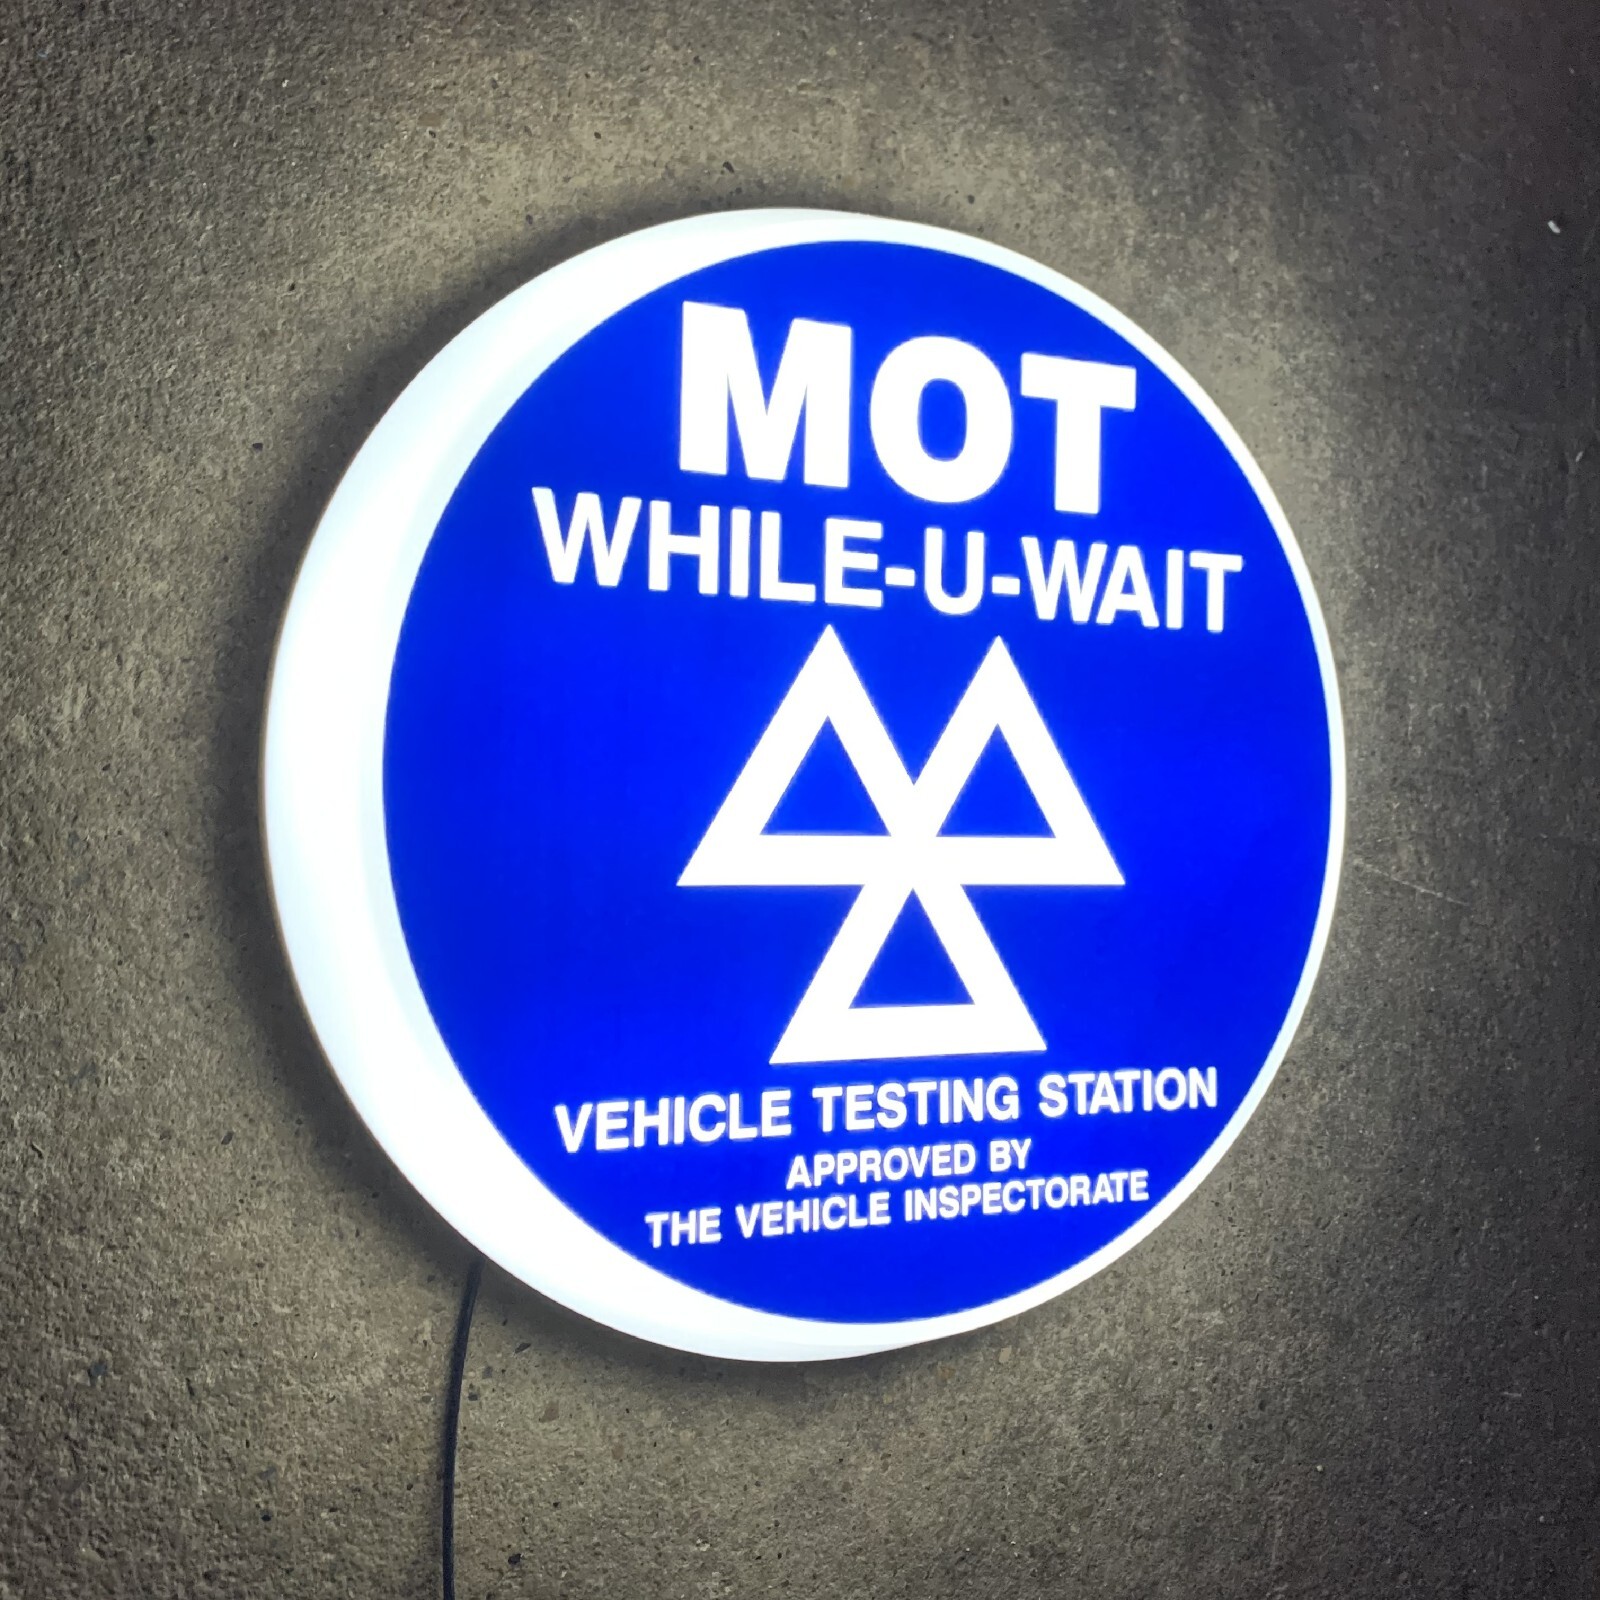 MOT
WHILE-U-WAIT
VEHICLE TESTING STATION
APPROVED BY
THE VEHICLE INSPECTORATE